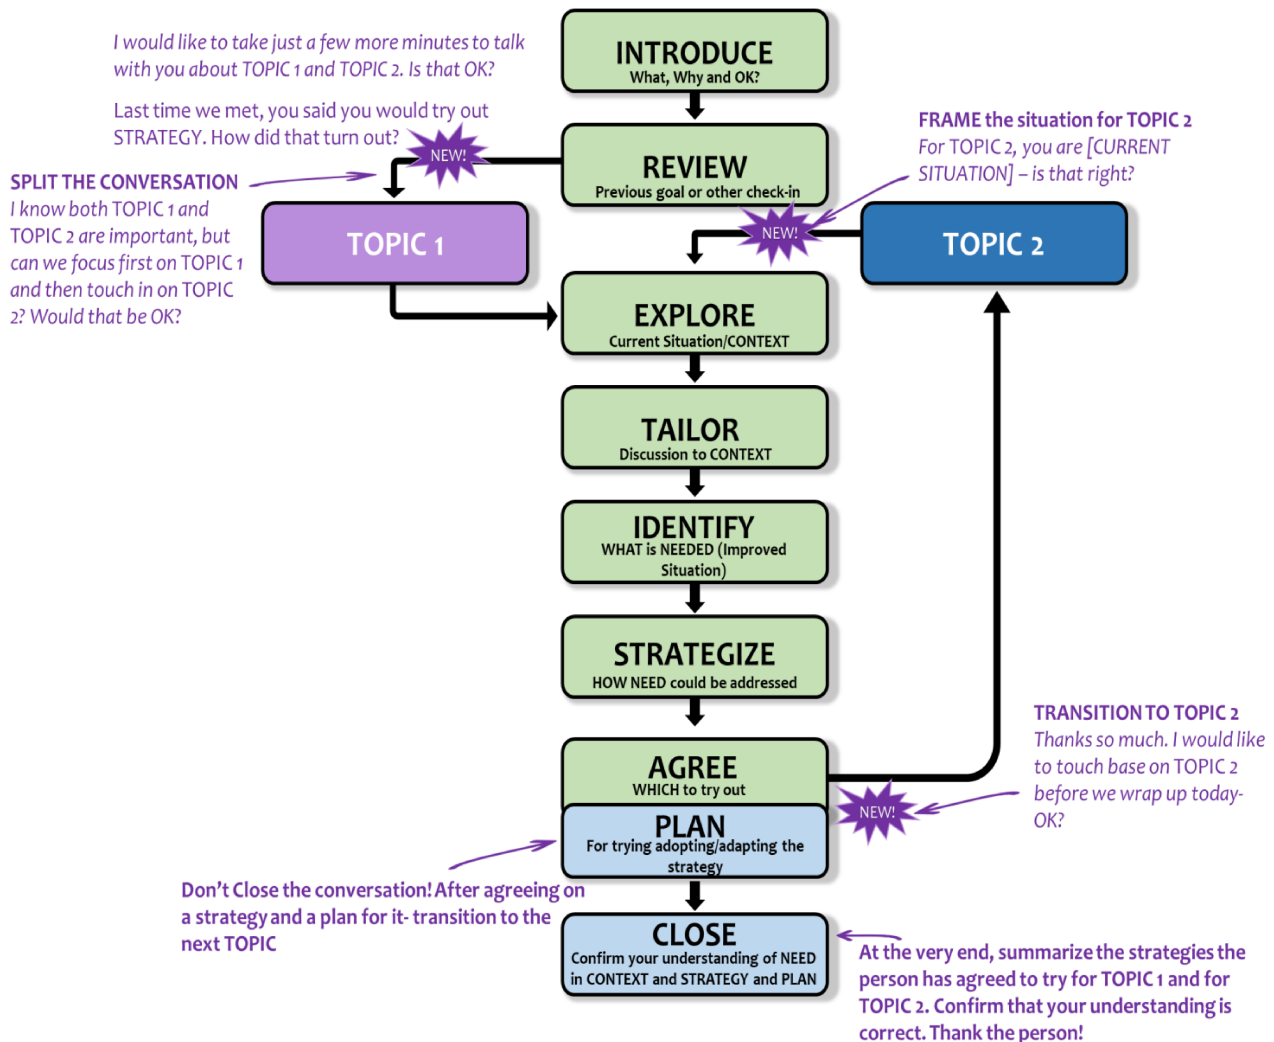 I would like to take just a few more minutes to talk
with you about TOPIC 1 and TOPIC 2. Is that OK?
Last time we met, you said you would try out
STRATEGY. How did that turn out?
INTRODUCE
What, Why and OK?
NEW!
REVIEW
Previous goal or other check-in
FRAME the situation for TOPIC 2
For TOPIC 2, you are [CURRENT
SITUATION] – is that right?
SPLIT THE CONVERSATION
I know both TOPIC 1 and
TOPIC 2 are important, but
can we focus first on TOPIC 1
and then touch in on TOPIC
2? Would that be OK?
TOPIC 1
NEW!
TOPIC 2
EXPLORE
Current Situation/CONTEXT
TAILOR
Discussion to CONTEXT
IDENTIFY
WHAT is NEEDED (Improved
Situation)
STRATEGIZE
HOW NEED could be addressed
AGREE
WHICH to try out
TRANSITION TO TOPIC 2
Thanks so much. I would like
to touch base on TOPIC 2
before we wrap up today-
OK?
NEW!
PLAN
For trying adopting/adapting the
strategy
Don't Close the conversation! After agreeing on
a strategy and a plan for it- transition to the
next TOPIC
CLOSE
Confirm your understanding of NEED
in CONTEXT and STRATEGY and PLAN
At the very end, summarize the strategies the
person has agreed to try for TOPIC 1 and for
TOPIC 2. Confirm that your understanding is
correct. Thank the person!